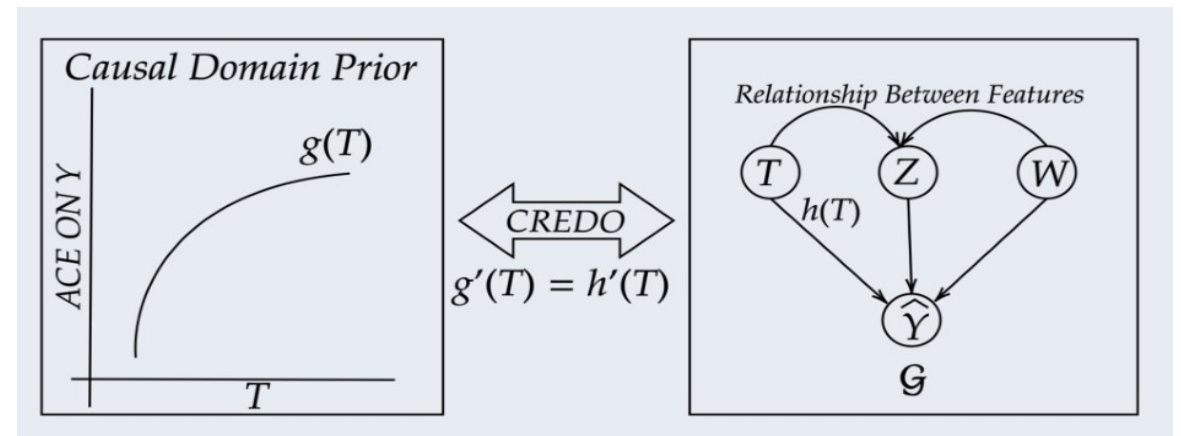 Causal Domain Prior
g(T)
ACE ON Y
T
CREDO
g′(T) = h′(T)
Relationship Between Features
T
Z
W
h(T)
Ŷ
𝒢